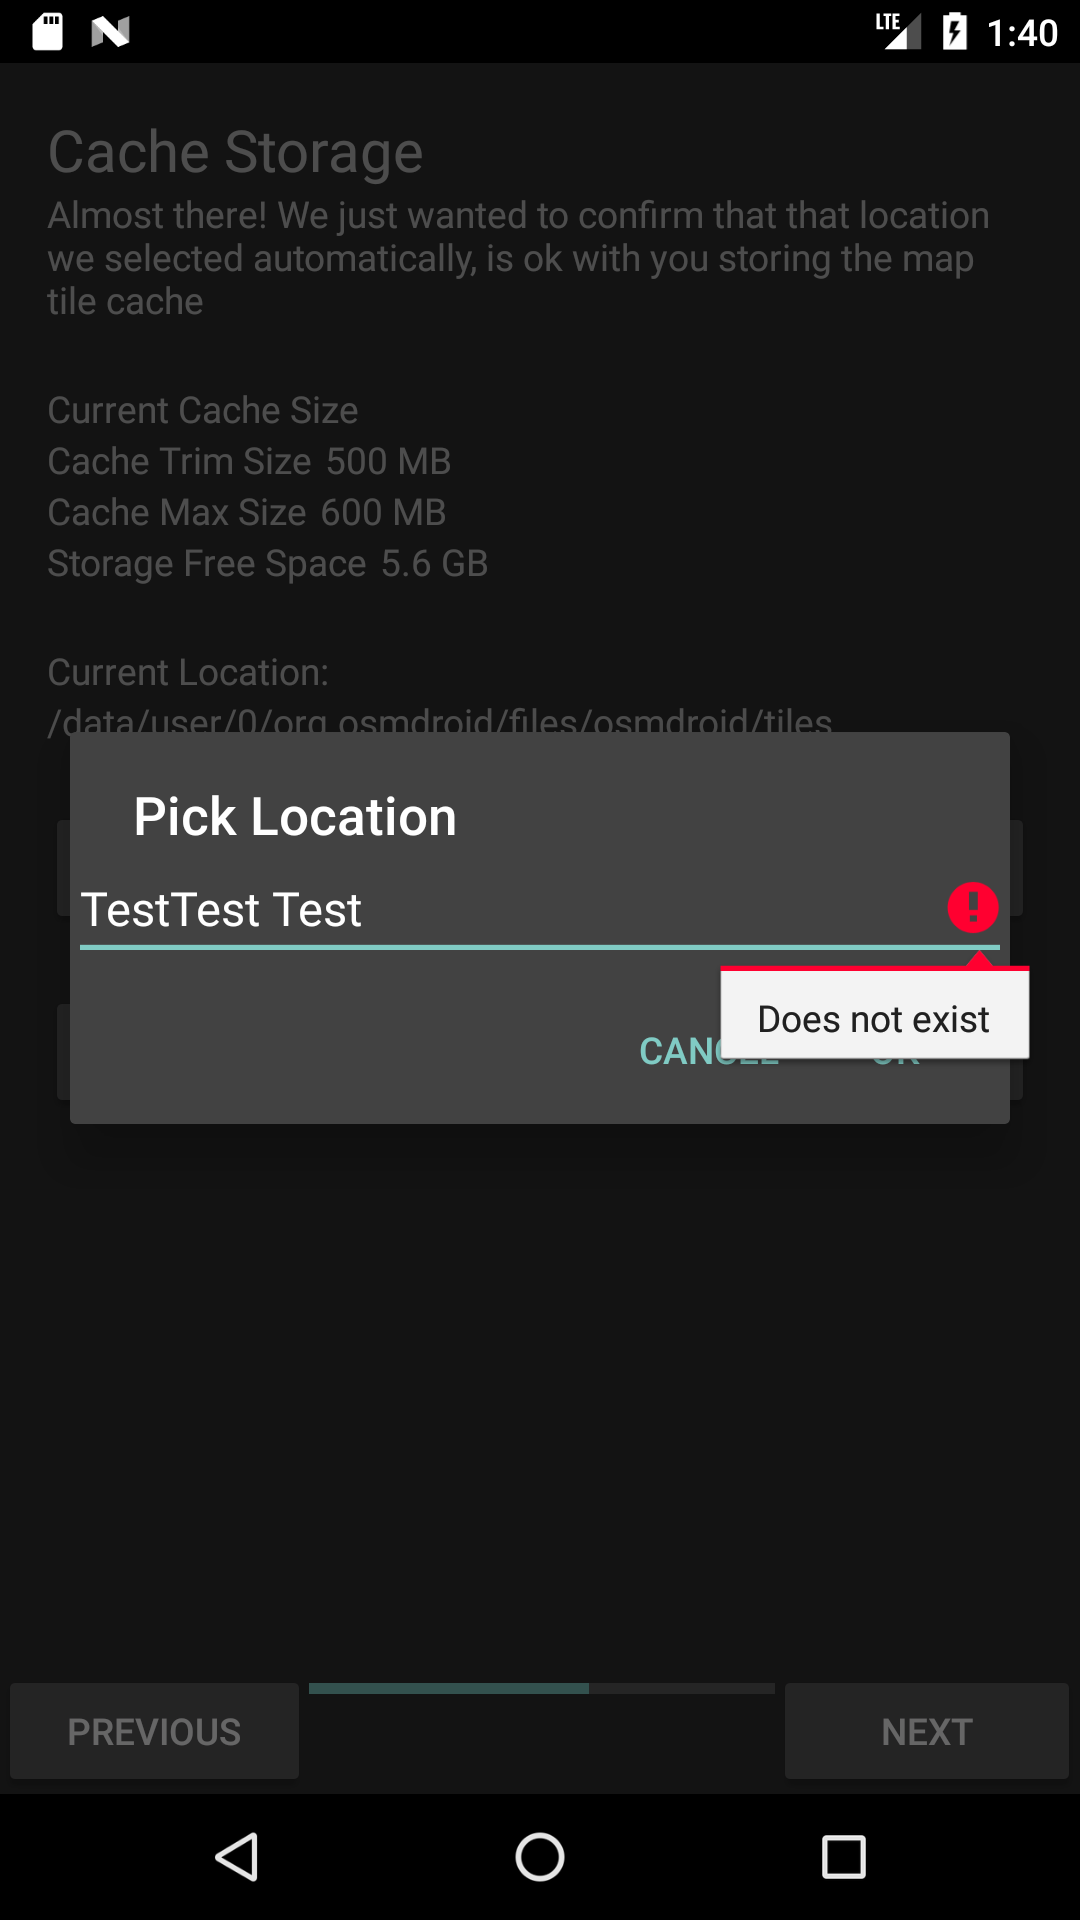 LTE 1:40
Cache Storage
Almost there! We just wanted to confirm that that location
we selected automatically, is ok with you storing the map
tile cache
Current Cache Size
Cache Trim Size 500 MB
Cache Max Size 600 MB
Storage Free Space 5.6 GB
Current Location:
/data/user/0/org.osmdroid/files/osmdroid/tiles
Pick Location
TestTest Test
Does not exist
CANCEL OK
PREVIOUS NEXT